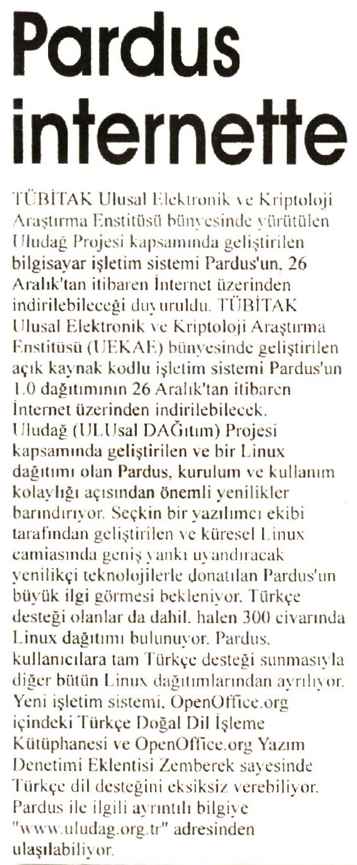 Pardus
internette
TÜBİTAK Ulusal Elektronik ve Kriptoloji
Araştırma Enstitüsü bünyesinde yürütülen
Uludağ Projesi kapsamında geliştirilen
bilgisayar işletim sistemi Pardus'un, 26
Aralık'tan itibaren İnternet üzerinden
indirilebileceği duyuruldu. TÜBİTAK
Ulusal Elektronik ve Kriptoloji Araştırma
Enstitüsü (UEKAE) bünyesinde geliştirilen
açık kaynak kodlu işletim sistemi Pardus'un
1.0 dağıtımının 26 Aralık'tan itibaren
İnternet üzerinden indirilebilecek.
Uludağ (ULUsal DAĞıtım) Projesi
kapsamında geliştirilen ve bir Linux
dağıtımı olan Pardus, kurulum ve kullanım
kolaylığı açısından önemli yenilikler
barındırıyor. Seçkin bir yazılımcı ekibi
tarafından geliştirilen ve küresel Linux
camiasında geniş yankı uyandıracak
yenilikçi teknolojilerle donatılan Pardus'un
büyük ilgi görmesi bekleniyor. Türkçe
desteği olanlar da dahil, halen 300 civarında
Linux dağıtımı bulunuyor. Pardus,
kullanıcılara tam Türkçe desteği sunmasıyla
diğer bütün Linux dağıtımlarından ayrılıyor.
Yeni işletim sistemi, OpenOffice.org
içindeki Türkçe Doğal Dil İşleme
Kütüphanesi ve OpenOffice.org Yazım
Denetimi Eklentisi Zemberek sayesinde
Türkçe dil desteğini eksiksiz verebiliyor.
Pardus ile ilgili ayrıntılı bilgiye
"www.uludag.org.tr" adresinden
ulaşılabiliyor.